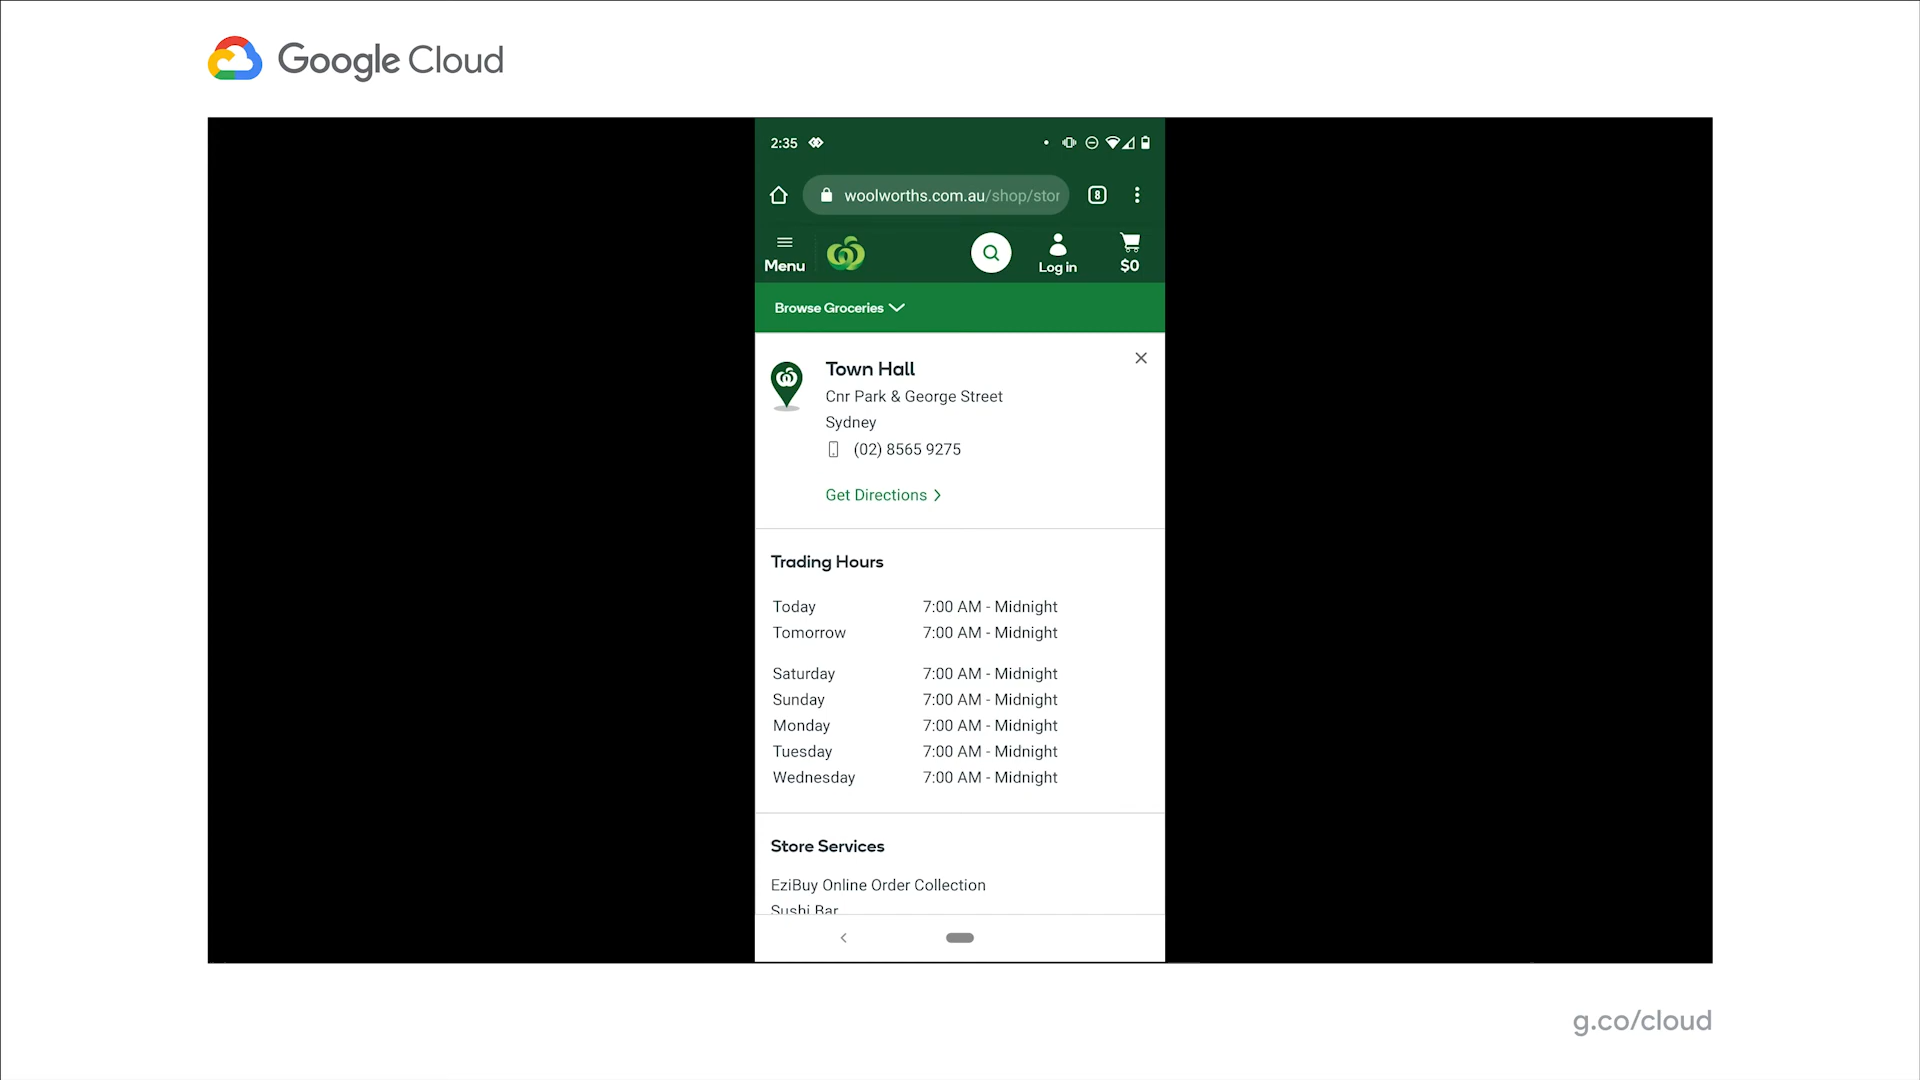 Google Cloud
2:35
woolworths.com.au/shop/stor
8
Menu
Log in
$0
Browse Groceries
Town Hall
Cnr Park & George Street
Sydney
(02) 8565 9275
Get Directions
Trading Hours
Today 7:00 AM - Midnight
Tomorrow 7:00 AM - Midnight
Saturday 7:00 AM - Midnight
Sunday 7:00 AM - Midnight
Monday 7:00 AM - Midnight
Tuesday 7:00 AM - Midnight
Wednesday 7:00 AM - Midnight
Store Services
EziBuy Online Order Collection
Sushi Bar
g.co/cloud